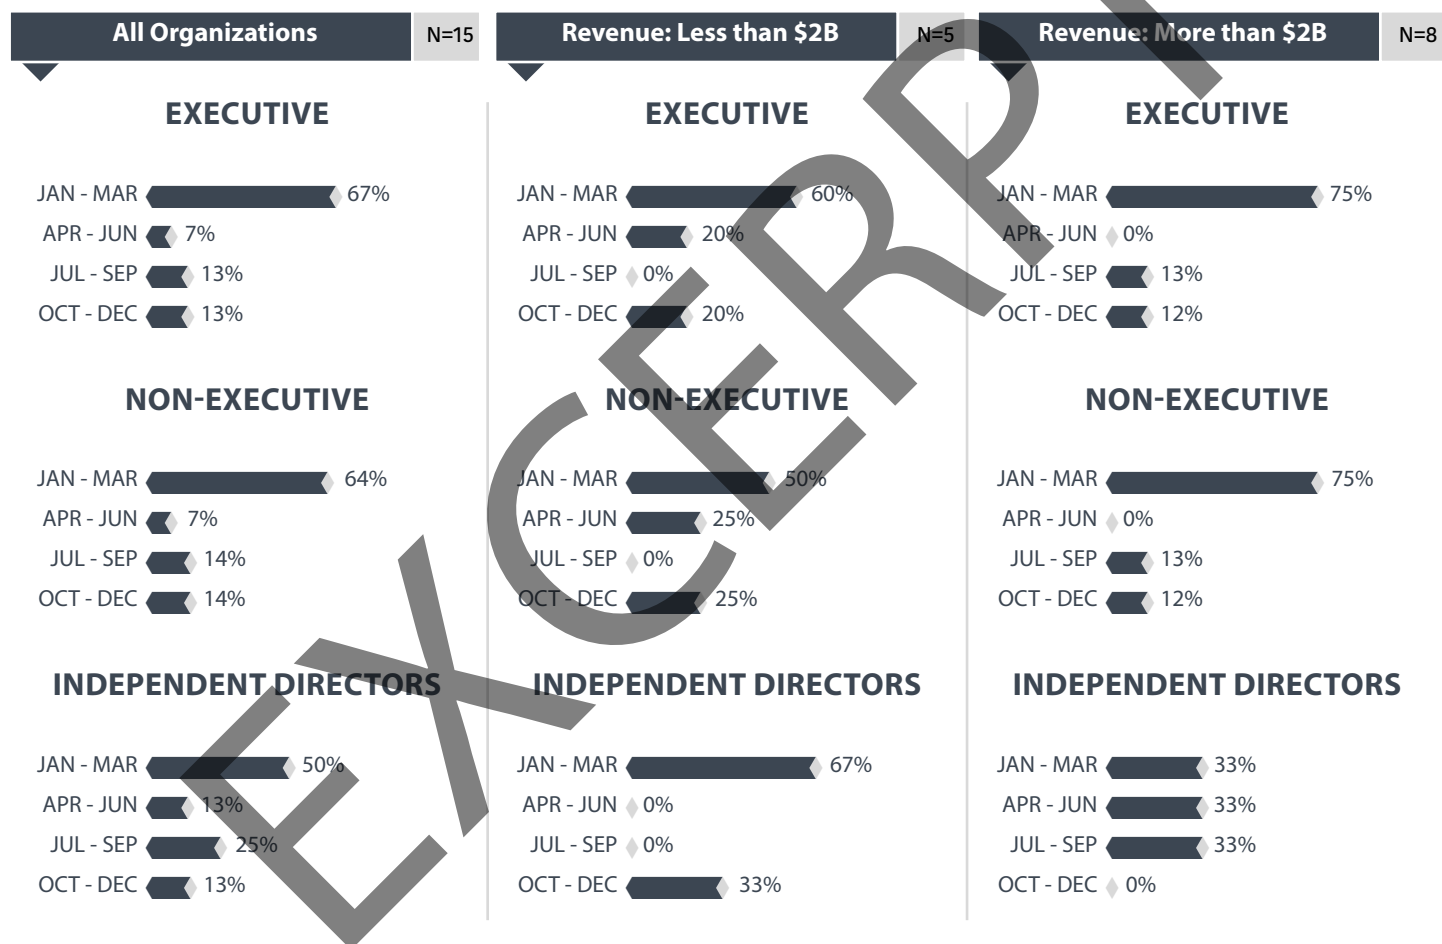 All Organizations N=15
EXECUTIVE
JAN - MAR 67%
APR - JUN 7%
JUL - SEP 13%
OCT - DEC 13%
NON-EXECUTIVE
JAN - MAR 64%
APR - JUN 7%
JUL - SEP 14%
OCT - DEC 14%
INDEPENDENT DIRECTORS
JAN - MAR 50%
APR - JUN 13%
JUL - SEP 25%
OCT - DEC 13%
Revenue: Less than $2B N=5
EXECUTIVE
JAN - MAR 60%
APR - JUN 20%
JUL - SEP 0%
OCT - DEC 20%
NON-EXECUTIVE
JAN - MAR 50%
APR - JUN 25%
JUL - SEP 0%
OCT - DEC 25%
INDEPENDENT DIRECTORS
JAN - MAR 67%
APR - JUN 0%
JUL - SEP 0%
OCT - DEC 33%
Revenue: More than $2B N=8
EXECUTIVE
JAN - MAR 75%
APR - JUN 0%
JUL - SEP 13%
OCT - DEC 12%
NON-EXECUTIVE
JAN - MAR 75%
APR - JUN 0%
JUL - SEP 13%
OCT - DEC 12%
INDEPENDENT DIRECTORS
JAN - MAR 33%
APR - JUN 33%
JUL - SEP 33%
OCT - DEC 0%
EXCERPT